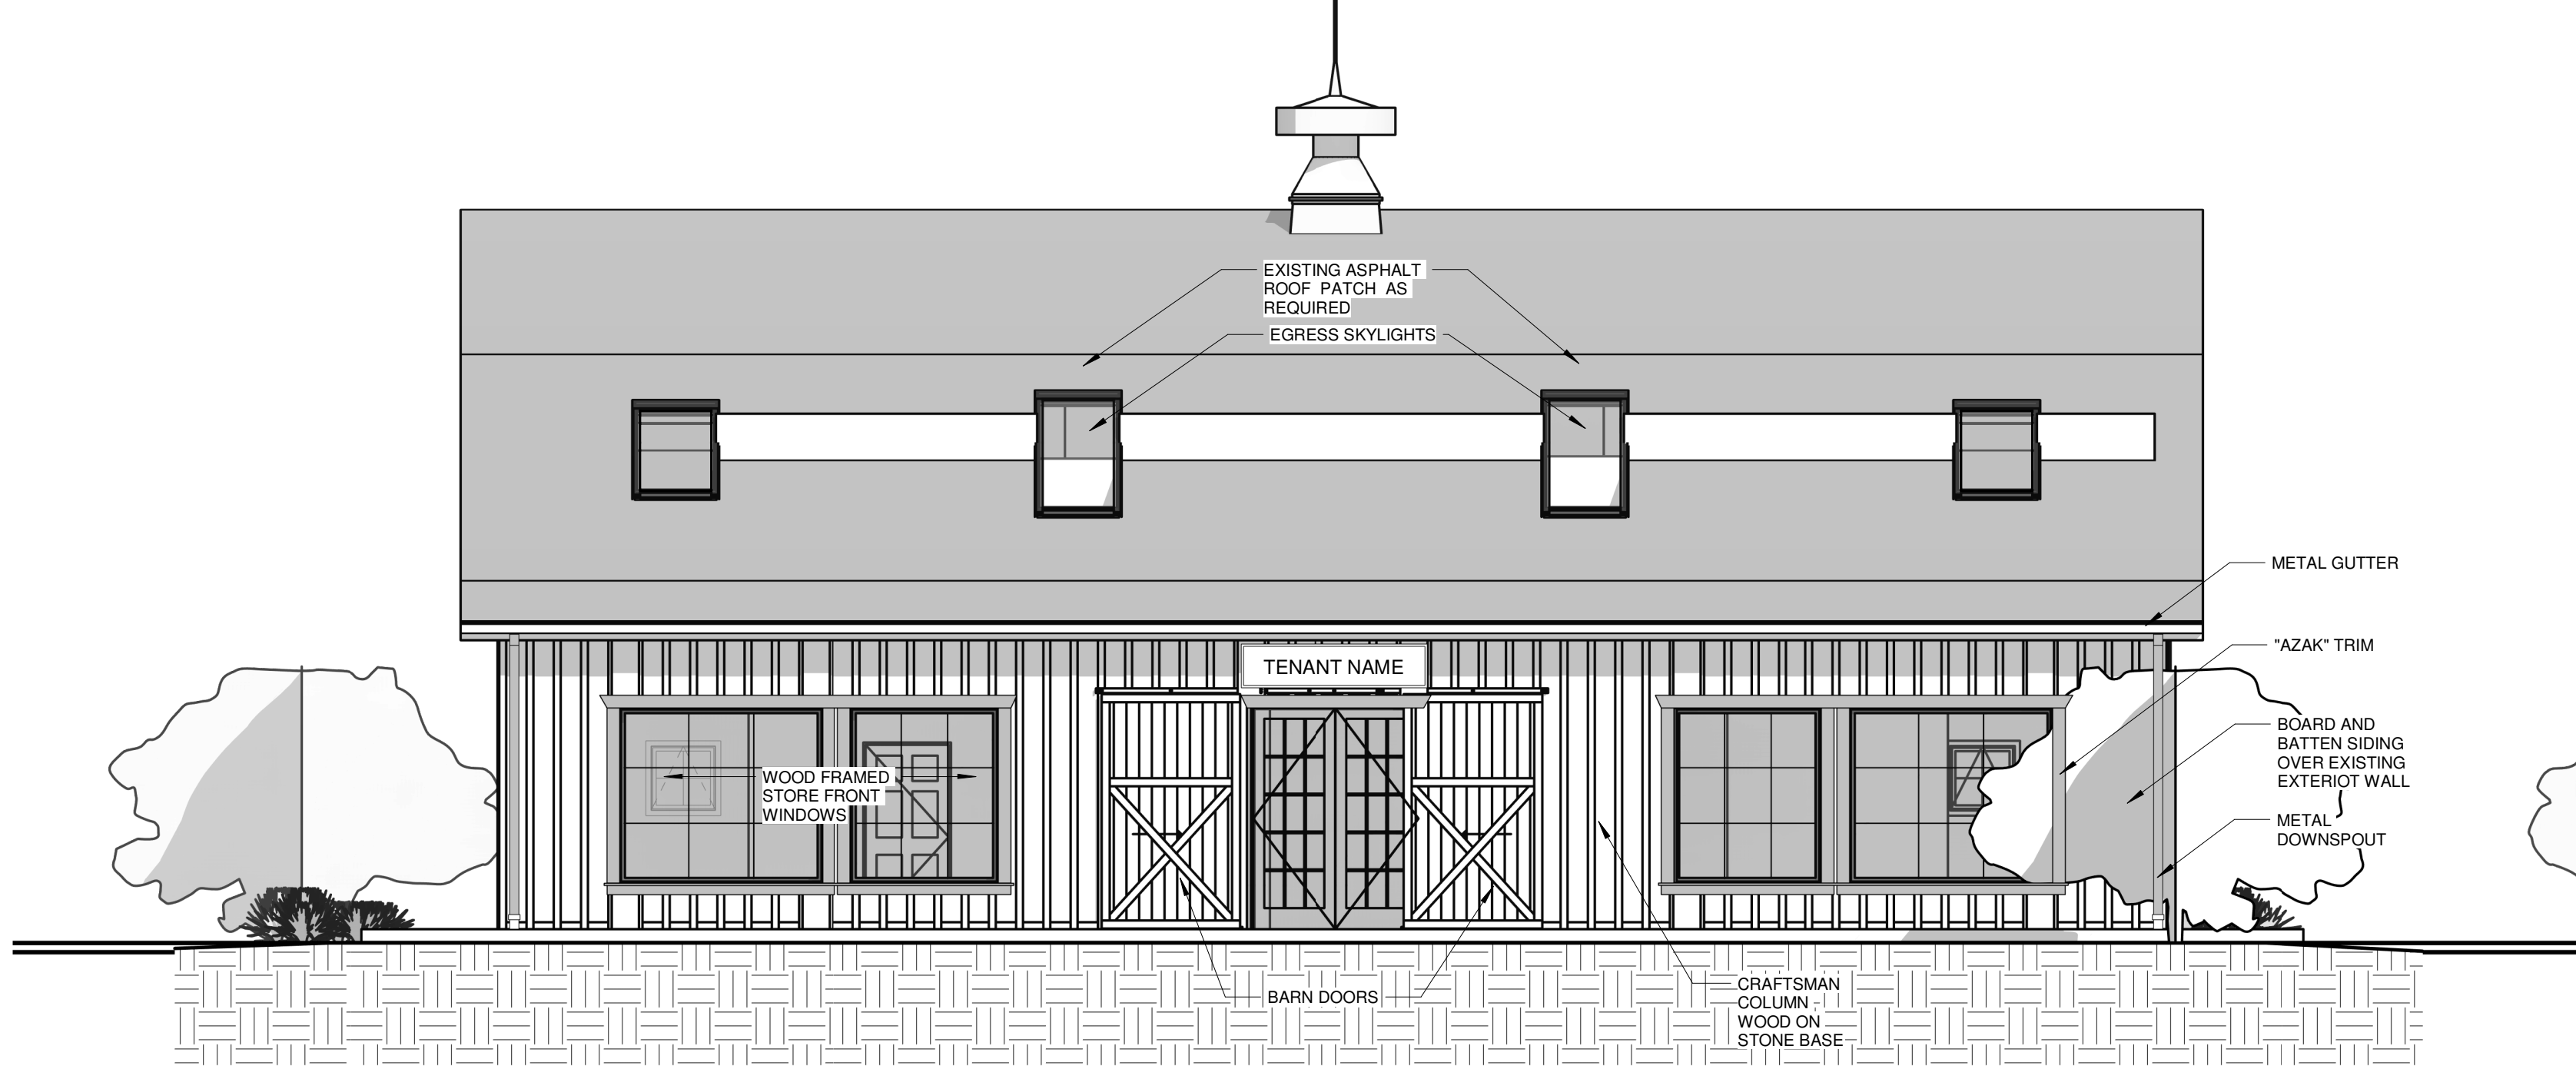 EXISTING ASPHALT
ROOF PATCH AS
REQUIRED
EGRESS SKYLIGHTS
METAL GUTTER
"AZAK" TRIM
TENANT NAME
BOARD AND
BATTEN SIDING
OVER EXISTING
EXTERIOT WALL
WOOD FRAMED
STORE FRONT
WINDOWS
METAL
DOWNSPOUT
BARN DOORS
CRAFTSMAN
COLUMN
WOOD ON
STONE BASE